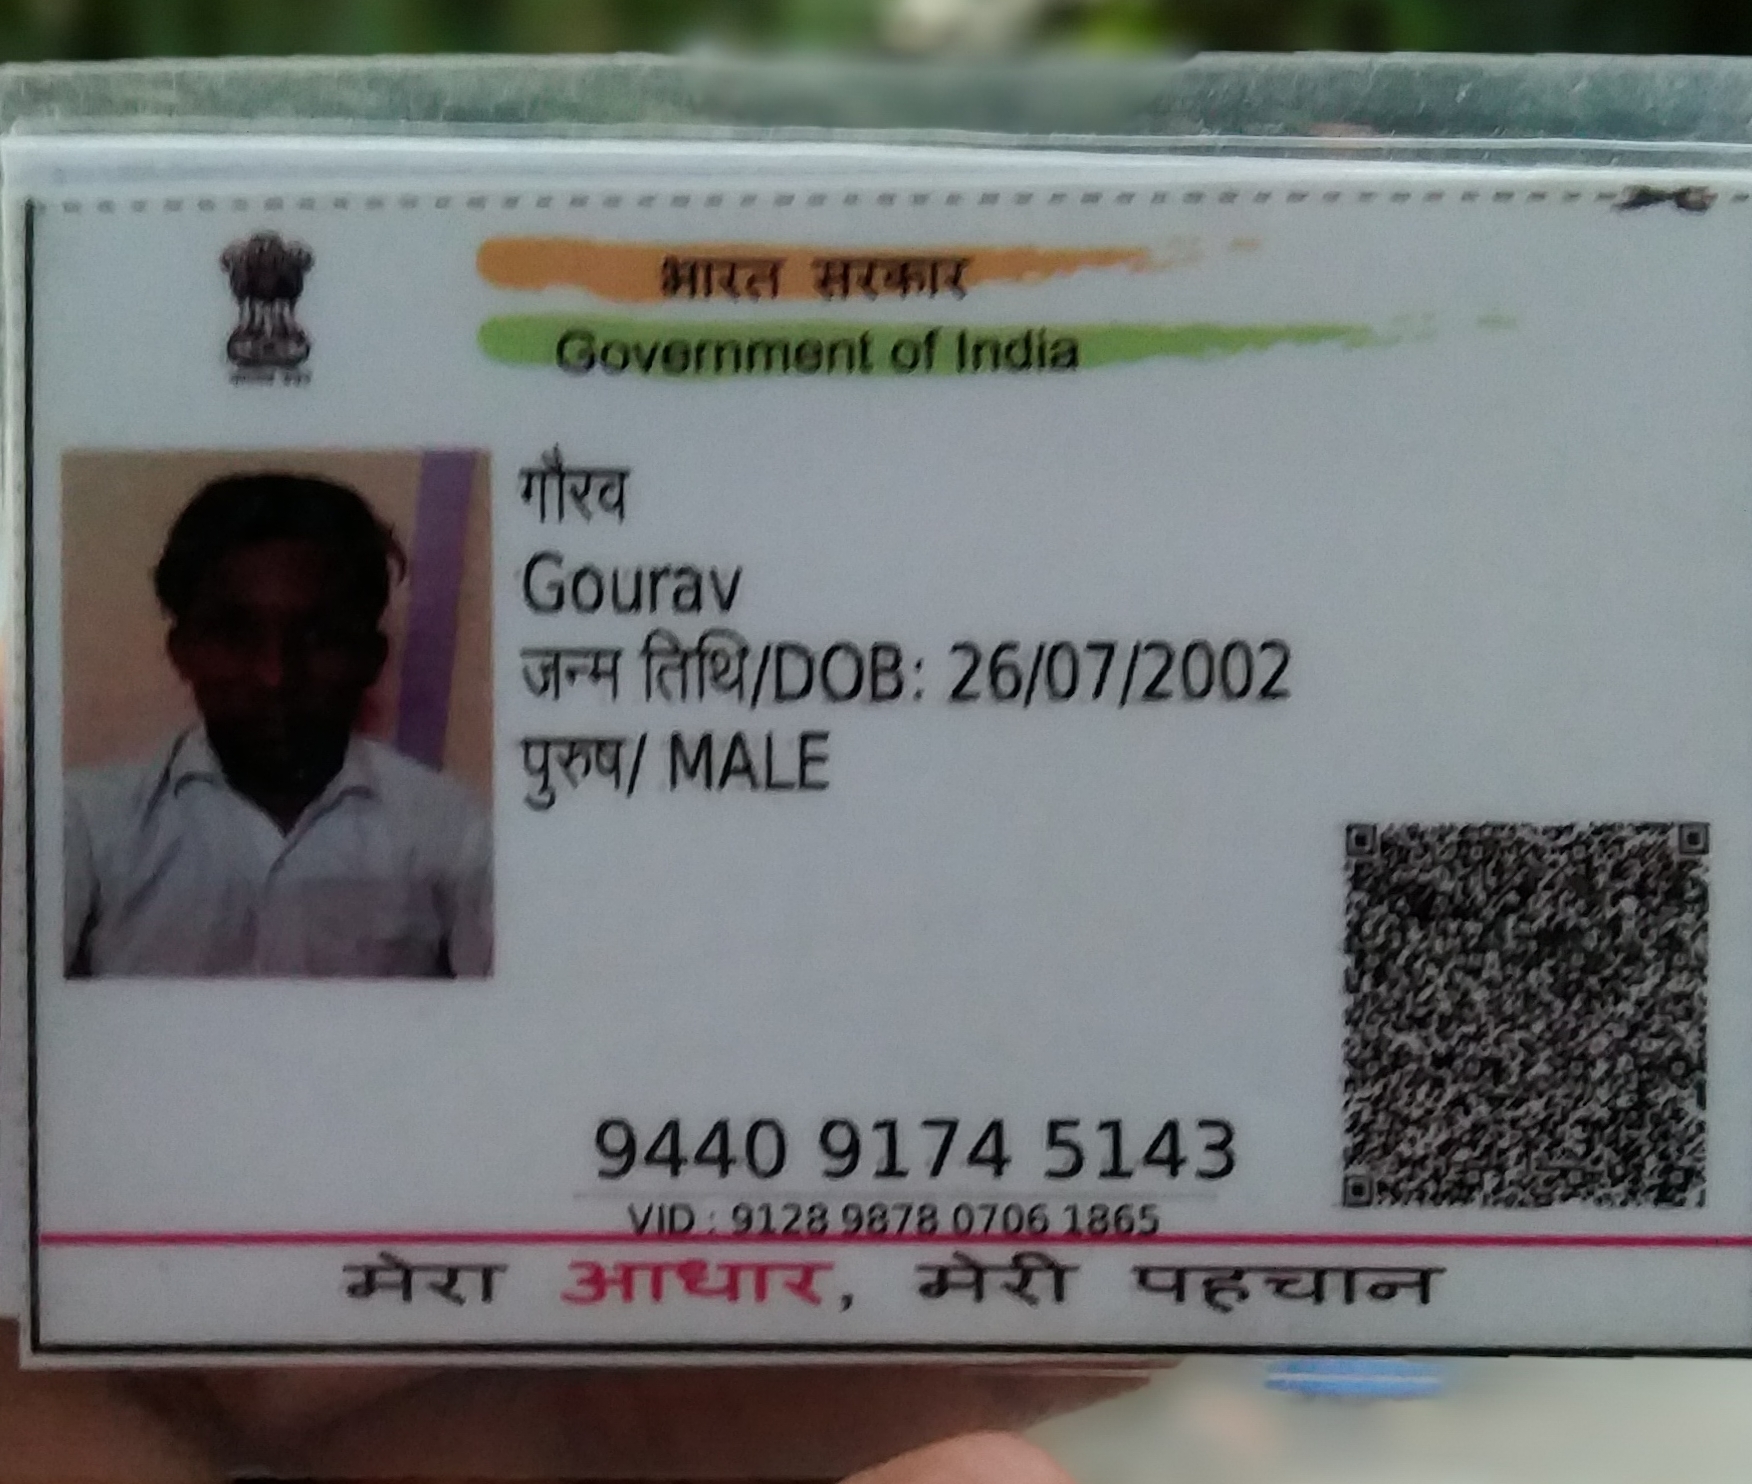 भारत सरकार
Government of India
गौरव
Gourav
जन्म तिथि/DOB: 26/07/2002
पुरुष/ MALE
9440 9174 5143
VID : 9128 9878 0706 1865
मेरा आधार, मेरी पहचान